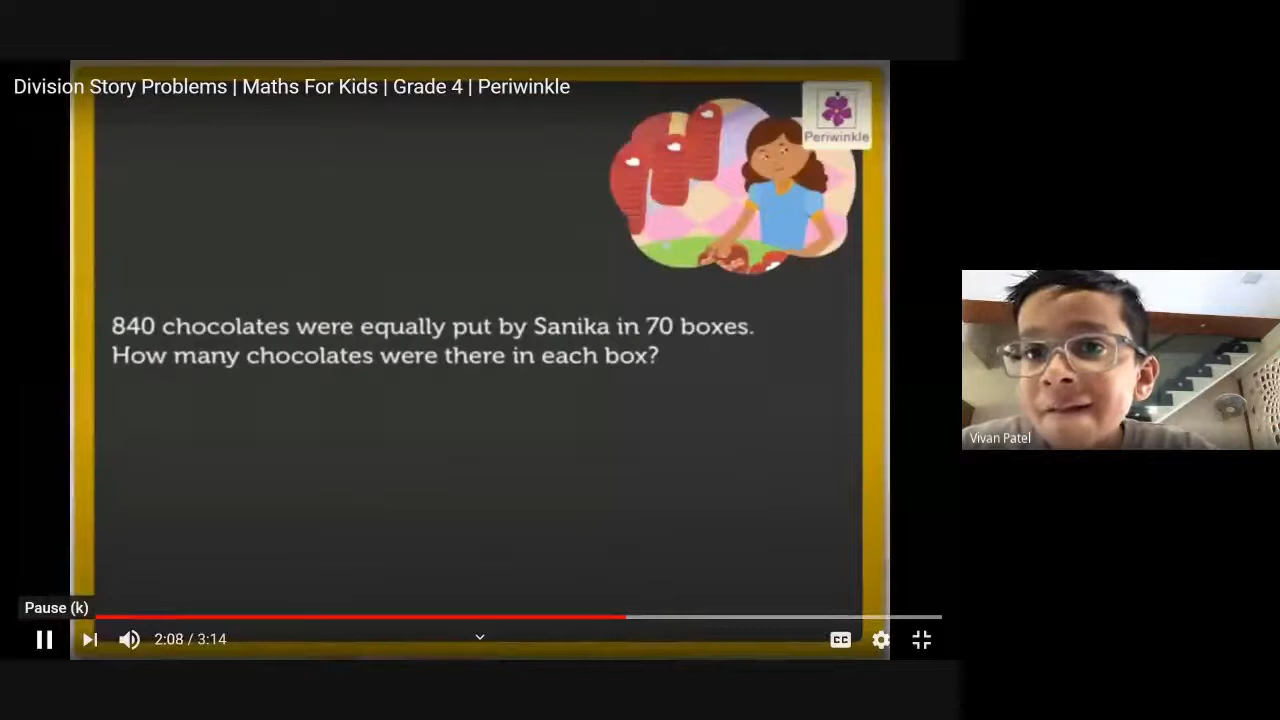 Division Story Problems | Maths For Kids | Grade 4 | Periwinkle
Periwinkle
840 chocolates were equally put by Sanika in 70 boxes.
How many chocolates were there in each box?
Vivan Patel
Pause (k)
2:08 / 3:14
CC